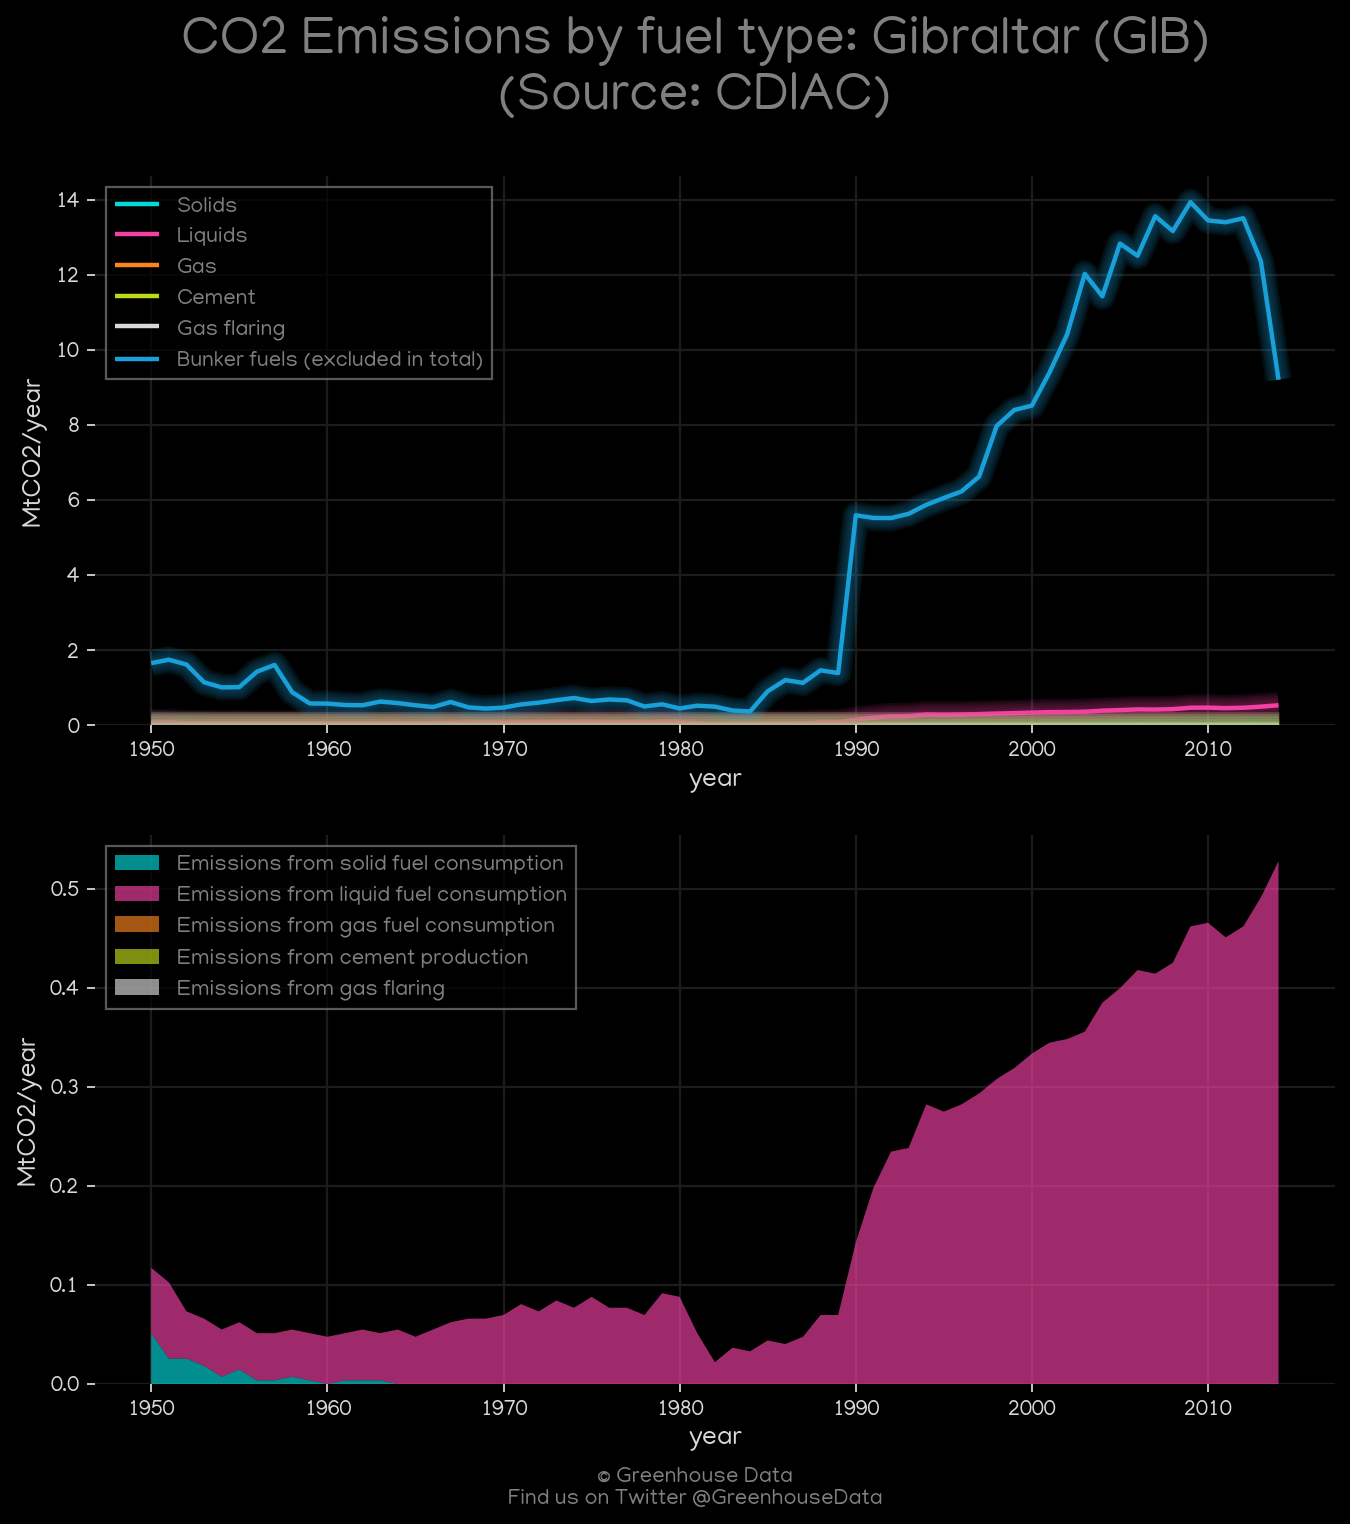 CO2 Emissions by fuel type: Gibraltar (GIB)
(Source: CDIAC)
14
12
10
8
6
4
2
0
MtCO2/year
Solids
Liquids
Gas
Cement
Gas flaring
Bunker fuels (excluded in total)
1950 1960 1970 1980 1990 2000 2010
year
0.5
0.4
0.3
0.2
0.1
0.0
MtCO2/year
Emissions from solid fuel consumption
Emissions from liquid fuel consumption
Emissions from gas fuel consumption
Emissions from cement production
Emissions from gas flaring
1950 1960 1970 1980 1990 2000 2010
year
© Greenhouse Data
Find us on Twitter @GreenhouseData